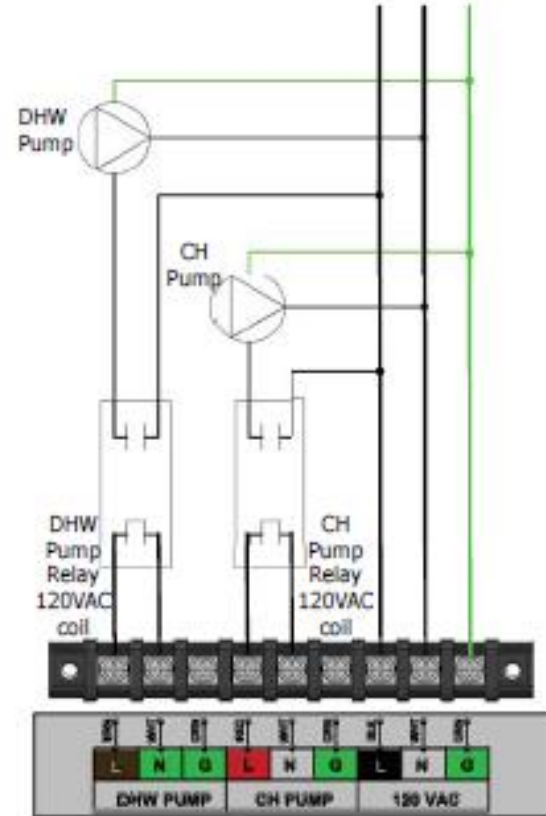 DHW
Pump
CH
Pump
DHW
Pump
Relay
120VAC
coil
CH
Pump
Relay
120VAC
coil
L N G L N G L N G
DHW PUMP CH PUMP 120 VAC